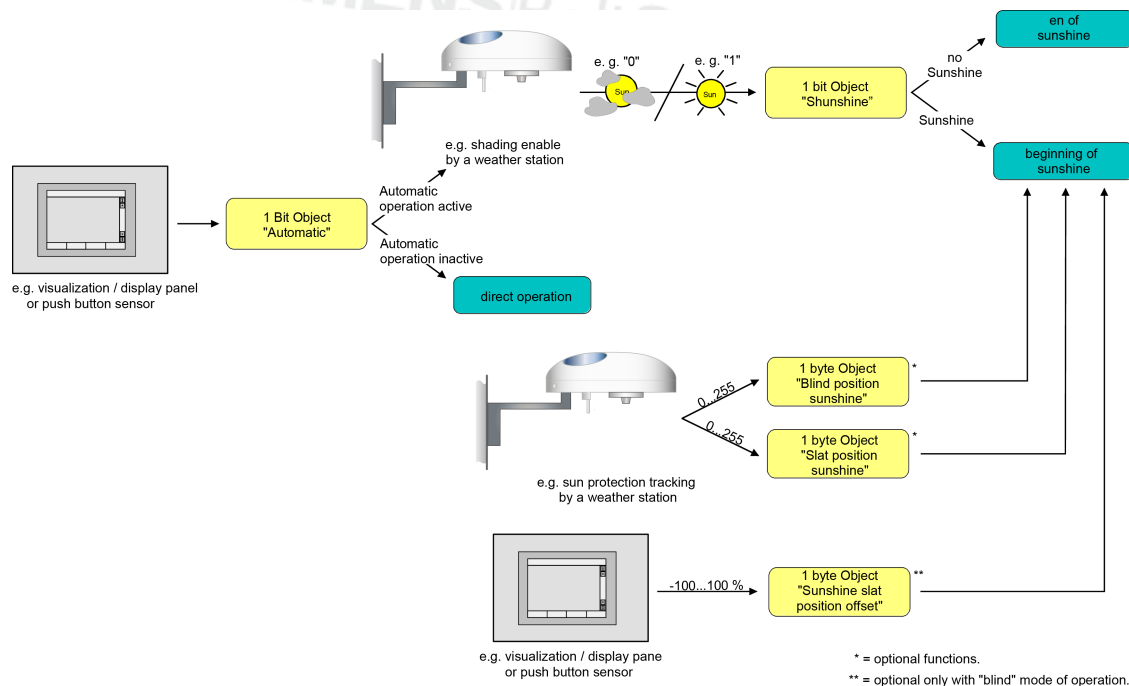 en of
sunshine
e. g. "0"
e. g. "1"
Sun
Sun
1 bit Object
"Shunshine"
no
Sunshine
Sunshine
beginning of
sunshine
e.g. shading enable
by a weather station
Automatic
operation active
1 Bit Object
"Automatic"
Automatic
operation inactive
direct operation
e.g. visualization / display panel
or push button sensor
0...255
1 byte Object
"Blind position
sunshine"
*
0...255
1 byte Object
"Slat position
sunshine"
*
e.g. sun protection tracking
by a weather station
-100...100 %
1 byte Object
"Sunshine slat
position offset"
**
e.g. visualization / display pane
or push button sensor
* = optional functions.
** = optional only with "blind" mode of operation.